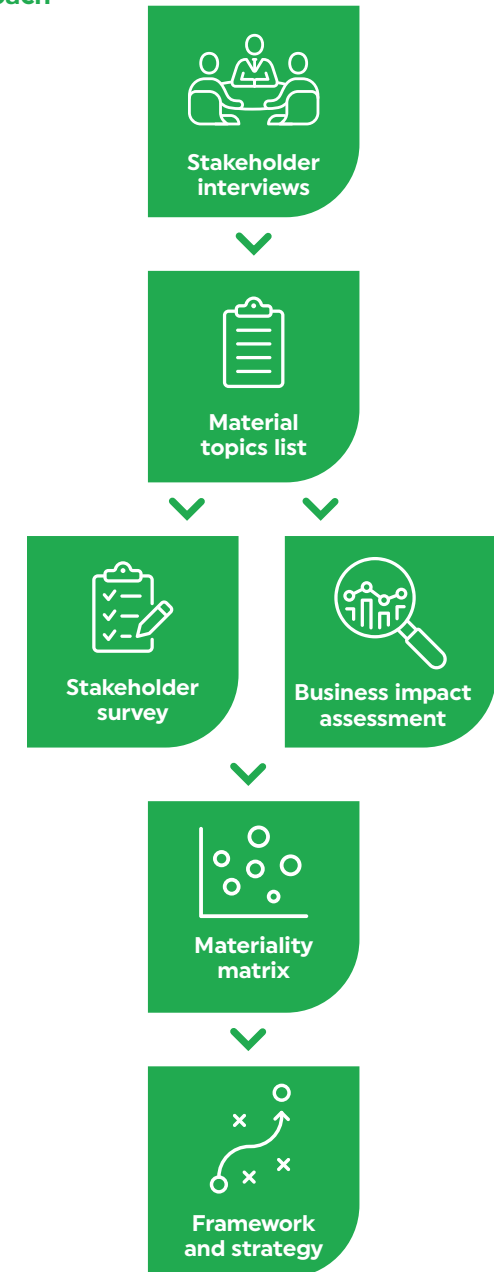 Stakeholder
interviews
Material
topics list
Stakeholder
survey
Business impact
assessment
Materiality
matrix
Framework
and strategy